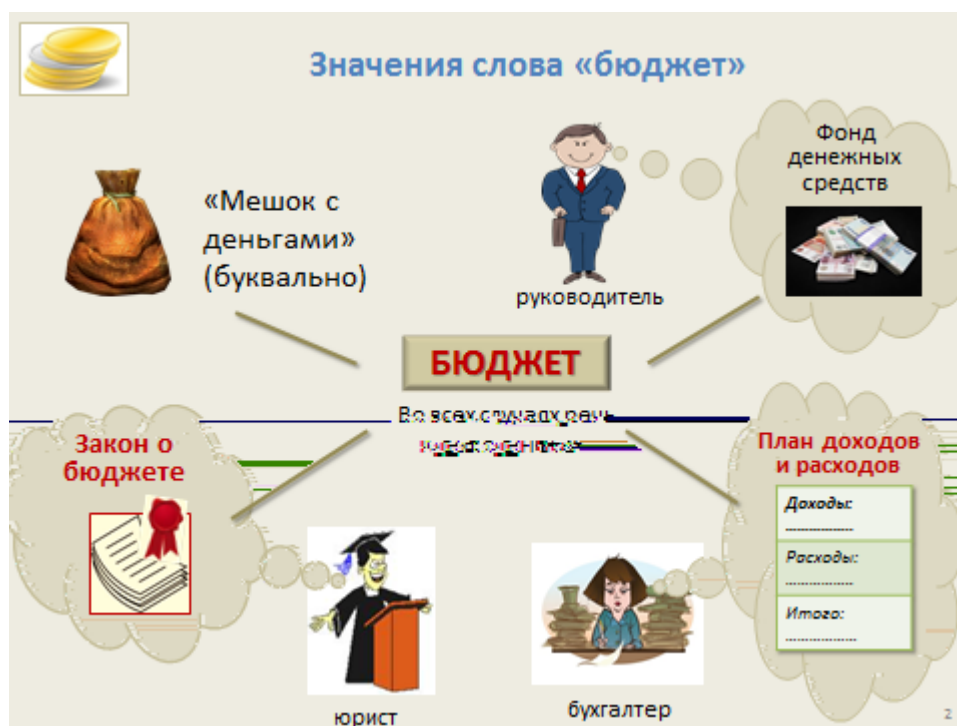 Значения слова «бюджет»
«Мешок с
деньгами»
(буквально)
руководитель
Фонд
денежных
средств
БЮДЖЕТ
Во всех случаях речь
Закон о
бюджете
План доходов
и расходов
Доходы:
................
Расходы:
................
Итого:
................
юрист
бухгалтер
2